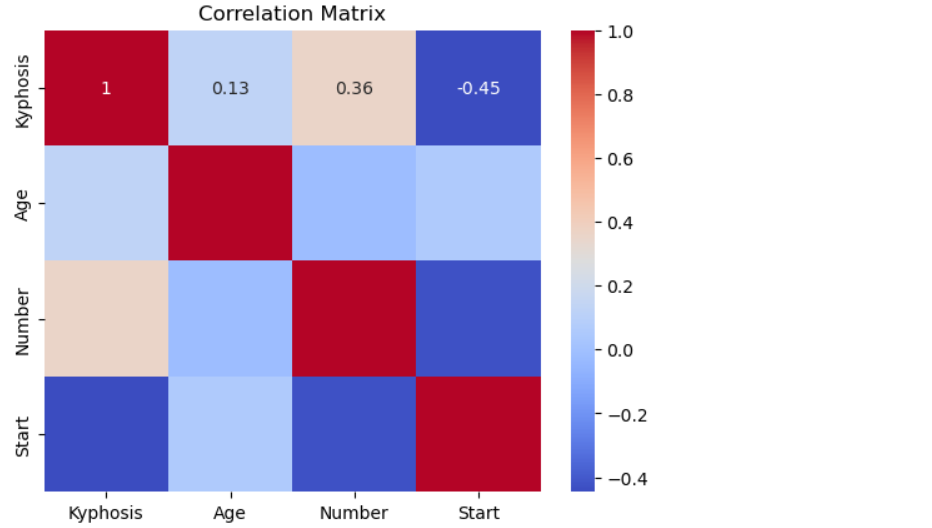 Correlation Matrix
Kyphosis
1
0.13
0.36
-0.45
Age
Number
Start
Kyphosis
Age
Number
Start
1.0
0.8
0.6
0.4
0.2
0.0
−0.2
−0.4